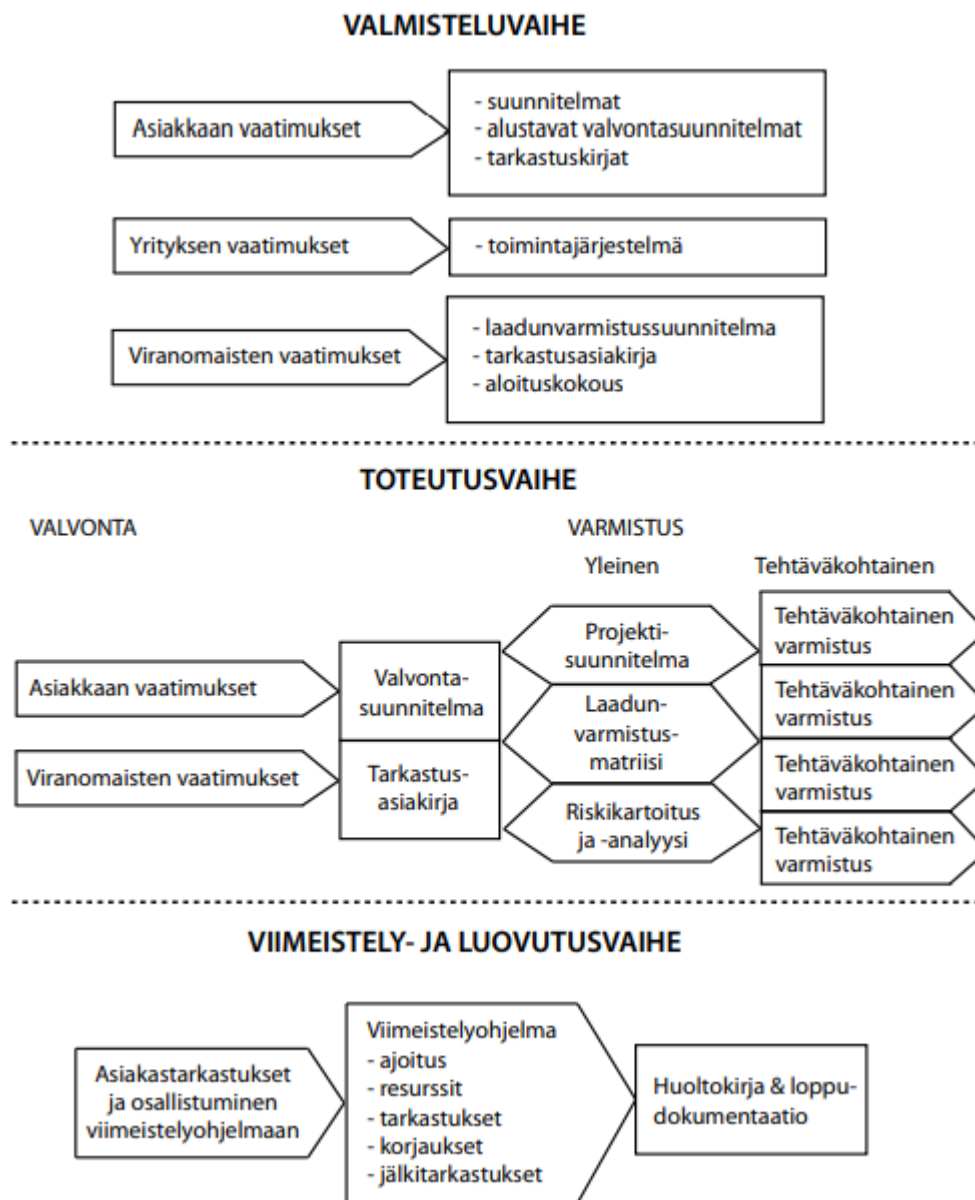 VALMISTELUVAIHE
Asiakkaan vaatimukset
- suunnitelmat
- alustavat valvontasuunnitelmat
- tarkastuskirjat
Yrityksen vaatimukset
- toimintajärjestelmä
Viranomaisten vaatimukset
- laadunvarmistussuunnitelma
- tarkastusasiakirja
- aloituskokous
TOTEUTUSVAIHE
VALVONTA
VARMISTUS
Yleinen
Tehtäväkohtainen
Asiakkaan vaatimukset
Viranomaisten vaatimukset
Valvonta-
suunnitelma
Tarkastus-
asiakirja
Projekti-
suunnitelma
Laadun-
varmistus-
matriisi
Riskikartoitus
ja -analyysi
Tehtäväkohtainen
varmistus
Tehtäväkohtainen
varmistus
Tehtäväkohtainen
varmistus
Tehtäväkohtainen
varmistus
VIIMEISTELY- JA LUOVUTUSVAIHE
Asiakastarkastukset
ja osallistuminen
viimeistelyohjelmaan
Viimeistelyohjelma
- ajoitus
- resurssit
- tarkastukset
- korjaukset
- jälkitarkastukset
Huoltokirja & loppu-
dokumentaatio